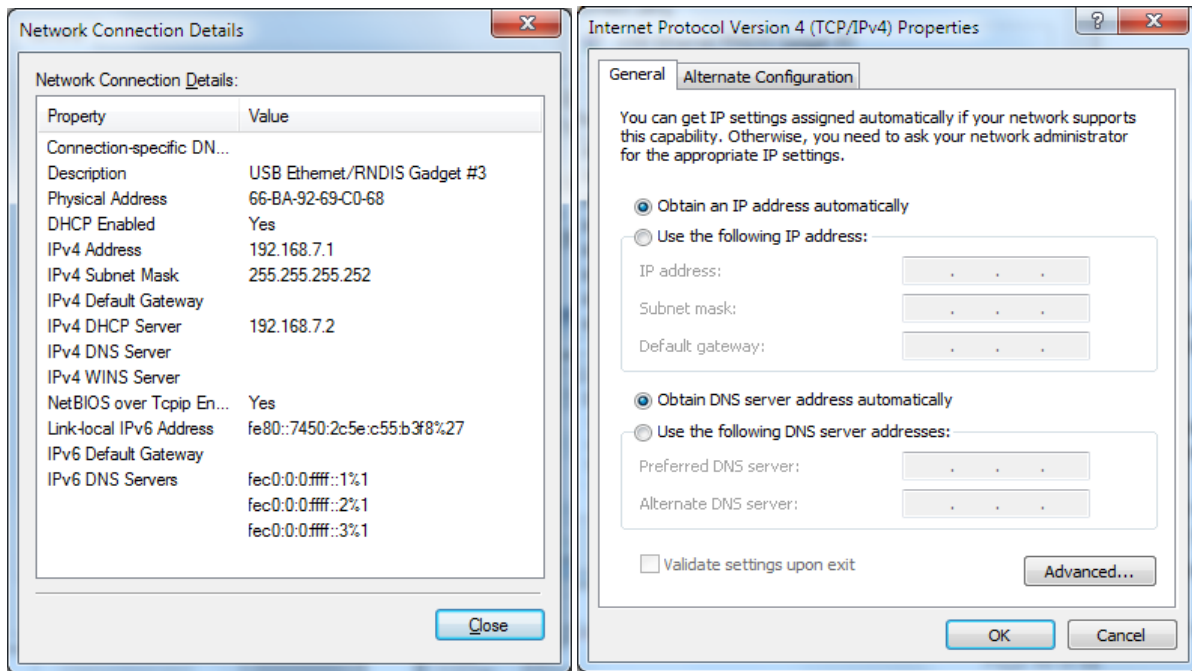 Network Connection Details
Network Connection Details:
Property Value
Connection-specific DN...
Description USB Ethernet/RNDIS Gadget #3
Physical Address 66-BA-92-69-C0-68
DHCP Enabled Yes
IPv4 Address 192.168.7.1
IPv4 Subnet Mask 255.255.255.252
IPv4 Default Gateway
IPv4 DHCP Server 192.168.7.2
IPv4 DNS Server
IPv4 WINS Server
NetBIOS over Tcpip En... Yes
Link-local IPv6 Address fe80::7450:2c5e:c55:b3f8%27
IPv6 Default Gateway
IPv6 DNS Servers fec0:0:0:ffff::1%1
fec0:0:0:ffff::2%1
fec0:0:0:ffff::3%1
Close
Internet Protocol Version 4 (TCP/IPv4) Properties
General Alternate Configuration
You can get IP settings assigned automatically if your network supports
this capability. Otherwise, you need to ask your network administrator
for the appropriate IP settings.
Obtain an IP address automatically
Use the following IP address:
IP address: . . .
Subnet mask: . . .
Default gateway: . . .
Obtain DNS server address automatically
Use the following DNS server addresses:
Preferred DNS server: . . .
Alternate DNS server: . . .
Validate settings upon exit
Advanced...
OK Cancel